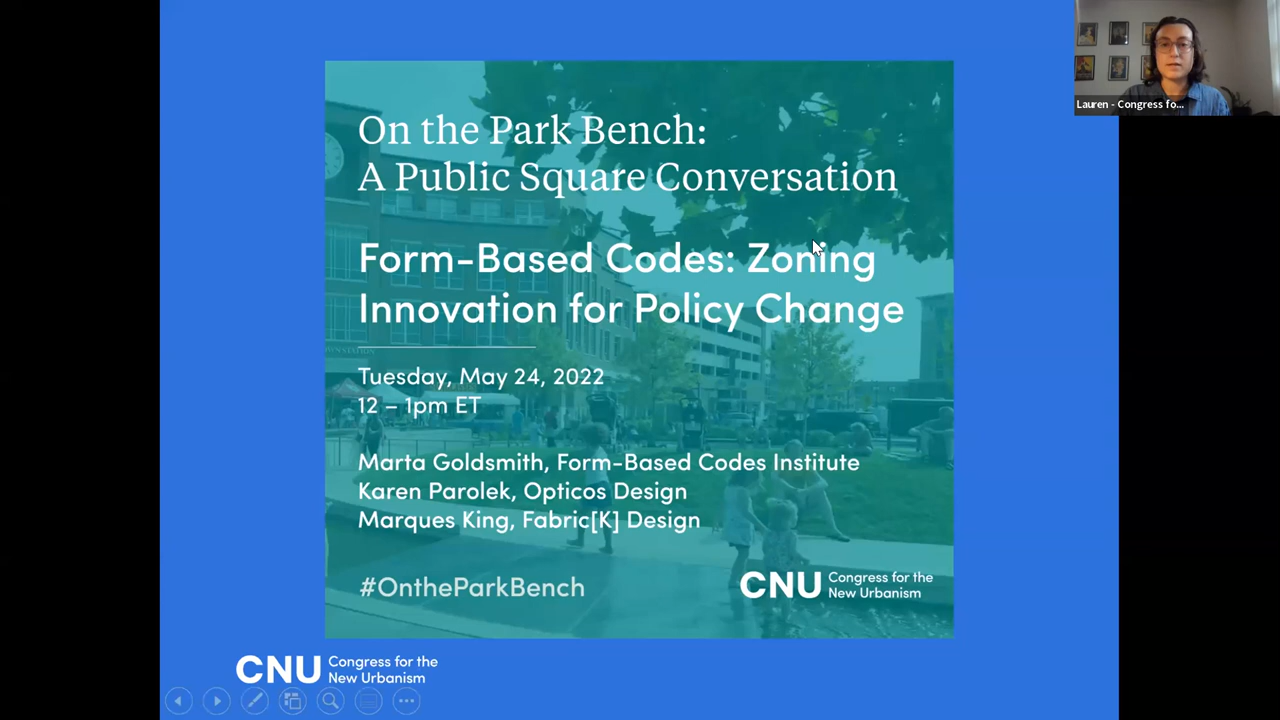 Lauren - Congress fo...
On the Park Bench:
A Public Square Conversation
Form-Based Codes: Zoning
Innovation for Policy Change
Tuesday, May 24, 2022
12 – 1pm ET
Marta Goldsmith, Form-Based Codes Institute
Karen Parolek, Opticos Design
Marques King, Fabric[K] Design
#OntheParkBench
CNU Congress for the
New Urbanism
CNU Congress for the
New Urbanism